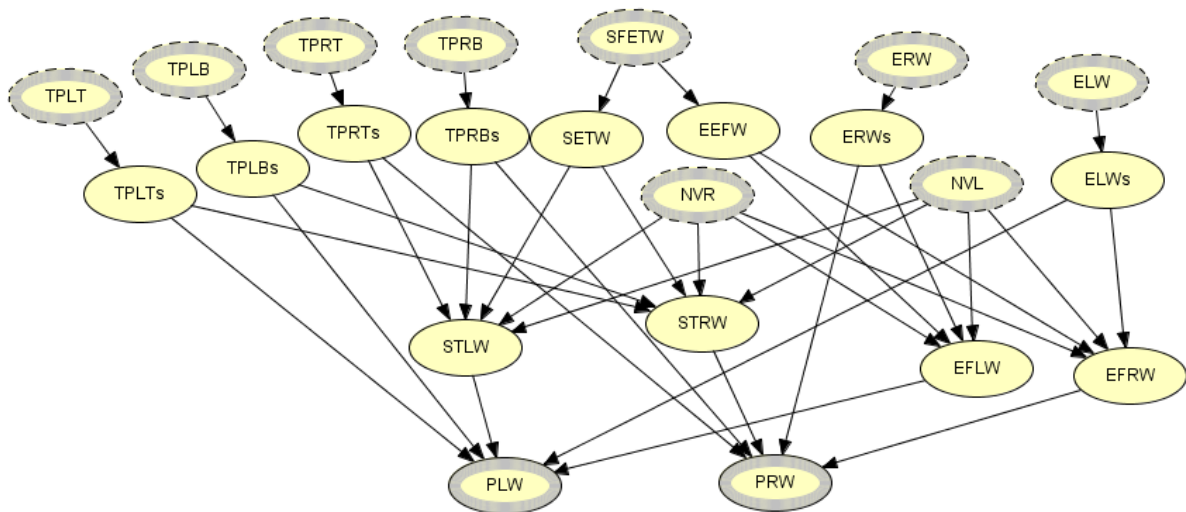 TPRT
TPRB
SFETW
ERW
TPLB
ELW
TPLT
TPRTs
TPRBs
SETW
EEFW
ERWs
TPLBs
TPLTs
NVR
NVL
ELWs
STLW
STRW
EFLW
EFRW
PLW
PRW